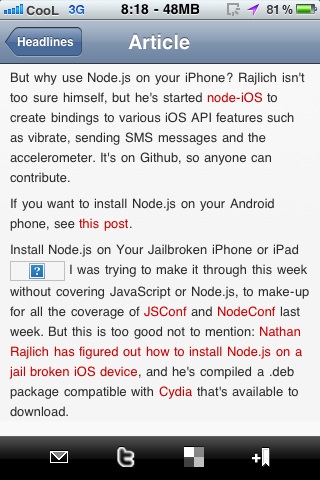 CooL 3G 8:18 - 48MB 81 %
Headlines
Article
But why use Node.js on your iPhone? Rajlich isn't
too sure himself, but he's started node-iOS to
create bindings to various iOS API features such
as vibrate, sending SMS messages and the
accelerometer. It's on Github, so anyone can
contribute.
If you want to install Node.js on your Android
phone, see this post.
Install Node.js on Your Jailbroken iPhone or iPad
? I was trying to make it through this week
without covering JavaScript or Node.js, to make-up
for all the coverage of JSConf and NodeConf last
week. But this is too good not to mention: Nathan
Rajlich has figured out how to install Node.js on a
jail broken iOS device, and he's compiled a .deb
package compatible with Cydia that's available to
download.